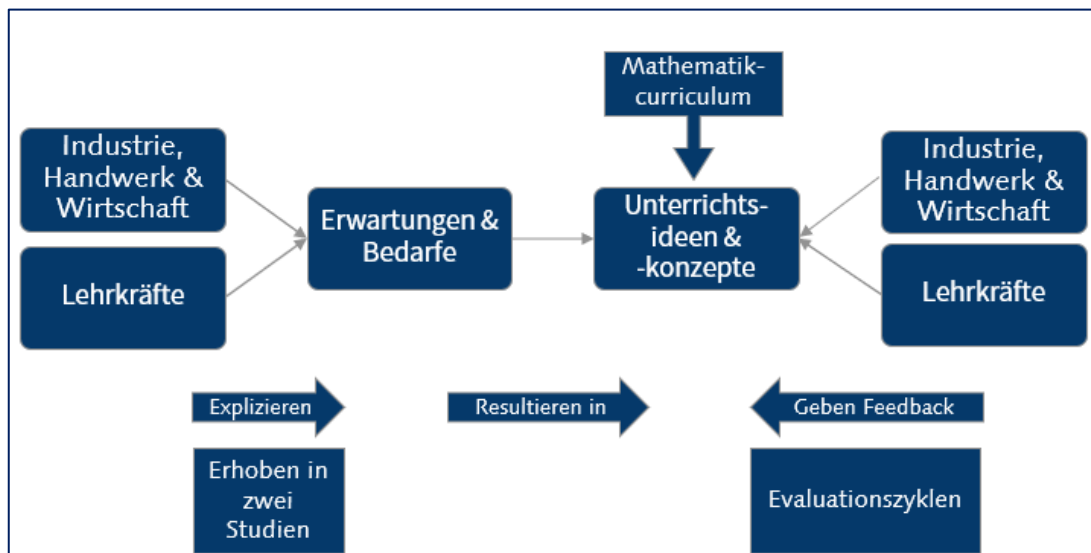 Mathematik-
curriculum
Industrie,
Handwerk &
Wirtschaft
Lehrkräfte
Erwartungen &
Bedarfe
Unterrichts-
ideen &
-konzepte
Industrie,
Handwerk &
Wirtschaft
Lehrkräfte
Explizieren
Resultieren in
Geben Feedback
Erhoben in
zwei
Studien
Evaluationszyklen